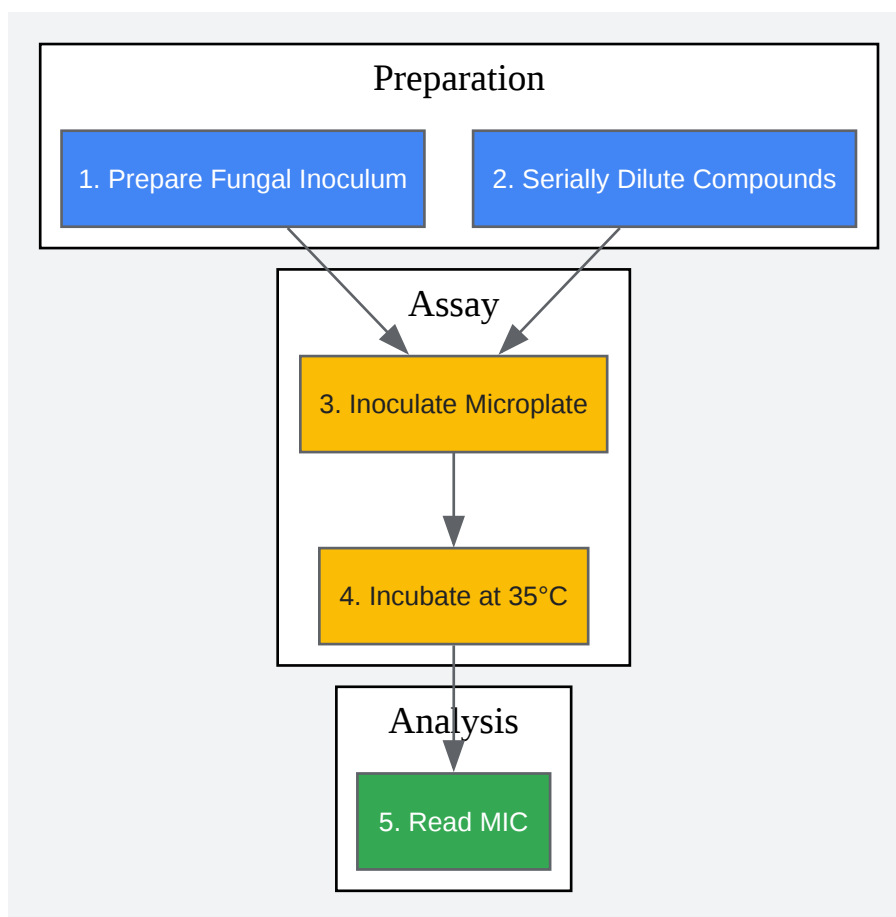 Preparation
1. Prepare Fungal Inoculum
2. Serially Dilute Compounds
Assay
3. Inoculate Microplate
4. Incubate at 35°C
Analysis
5. Read MIC